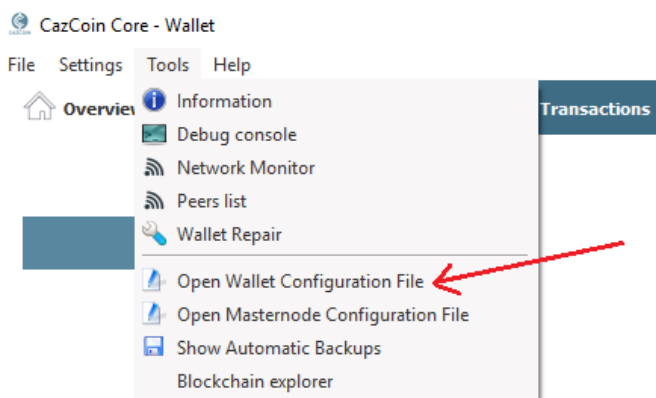 CazCoin Core - Wallet
File Settings Tools Help
Overview Transactions
Information
Debug console
Network Monitor
Peers list
Wallet Repair
Open Wallet Configuration File
Open Masternode Configuration File
Show Automatic Backups
Blockchain explorer